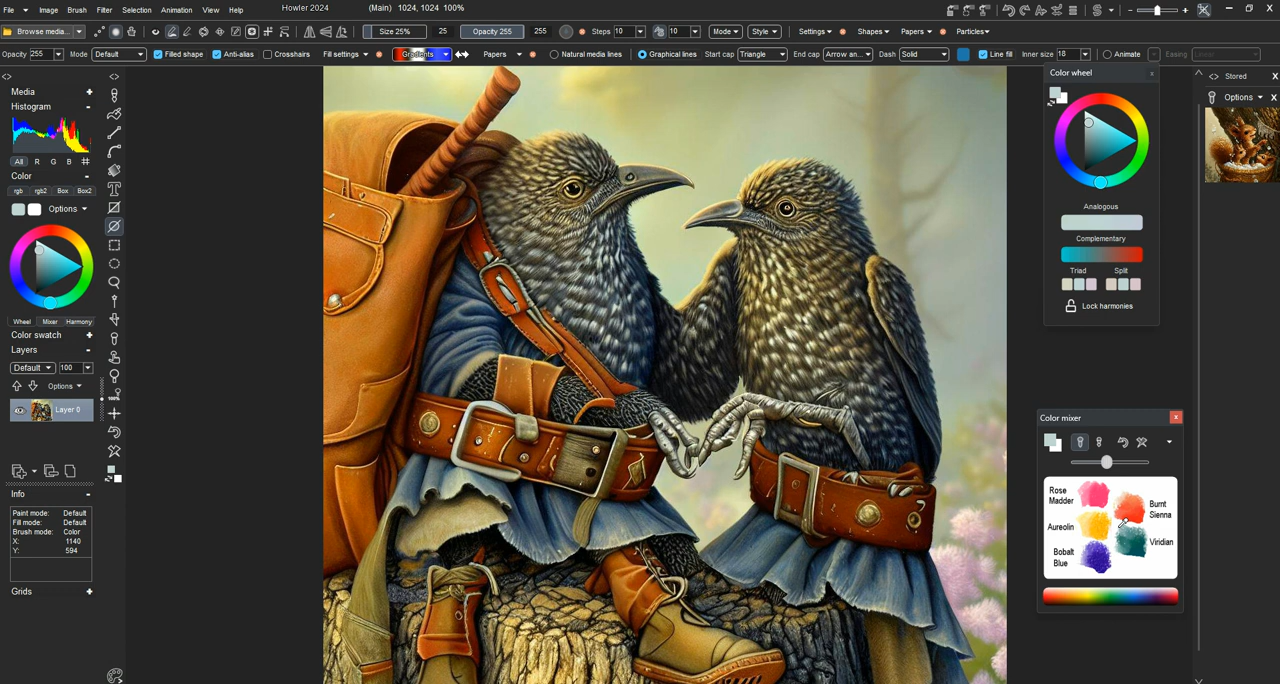 File Image Brush Filter Selection Animation View Help Howler 2024 (Main) 1024, 1024 100%
Browse media... Size 25% 25 Opacity 255 255 Steps 10 10 Mode Style Settings Shapes Papers Particles
Opacity 255 Mode Default Filled shape Anti-alias Crosshairs Fill settings Gradients Papers Natural media lines Graphical lines Start cap Triangle End cap Arrow an... Dash Solid Line fill Inner size 18 Animate Easing Linear
Media
Histogram
All R G B
Color
rgb rgb2 Box Box2
Options
Wheel Mixer Harmony
Color swatch
Layers
Default 100
Options
Layer 0
Info
Paint mode: Default
Fill mode: Default
Brush mode: Color
X: 1140
Y: 594
Grids
100%
Color wheel x
Analogous
Complementary
Triad Split
Lock harmonies
Color mixer x
Rose
Madder
Burnt
Sienna
Aureolin
Viridian
Bobalt
Blue
Stored X
Options X